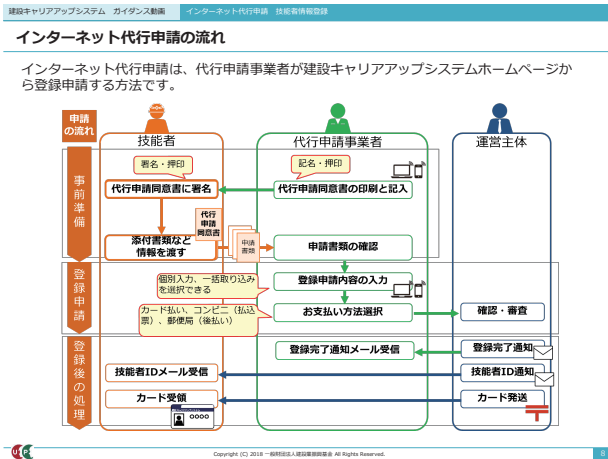 建設キャリアアップシステム ガイダンス動画
インターネット代行申請 技能者情報登録
インターネット代行申請の流れ
インターネット代行申請は、代行申請事業者が建設キャリアアップシステムホームページか
ら登録申請する方法です。
申請
の流れ
技能者
代行申請事業者
運営主体
事前準備
署名・押印
記名・押印
代行申請同意書に署名
代行申請同意書の印刷と記入
代行
申請
同意書
添付書類など
情報を渡す
申請
書類
申請書類の確認
登録申請
個別入力、一括取り込み
を選択できる
登録申請内容の入力
カード払い、コンビニ（払込
票）、郵便局（後払い）
お支払い方法選択
確認・審査
登録後の処理
登録完了通知メール受信
登録完了通知
技能者IDメール受信
技能者ID通知
カード受領
カード発送
Copyright (C) 2018 一般財団法人建設業振興基金 All Rights Reserved.
8